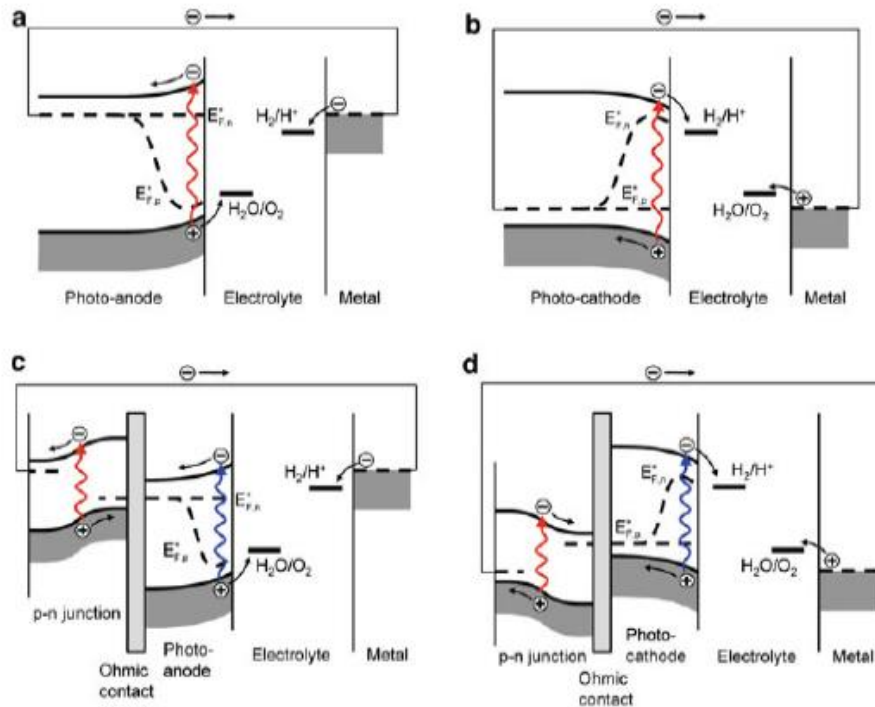 a
⊖ →
⊖
E*F,n
H₂/H⁺
⊖
E*F,p
H₂O/O₂
⊕
Photo-anode
Electrolyte
Metal
b
⊖ →
⊖
E*F,n
H₂/H⁺
E*F,p
⊕
H₂O/O₂
⊕
Photo-cathode
Electrolyte
Metal
c
⊖ →
⊖
⊖
H₂/H⁺
⊖
E*F,n
⊕
E*F,p
H₂O/O₂
⊕
p-n junction
Ohmic
contact
Photo-
anode
Electrolyte
Metal
d
⊖ →
⊖
H₂/H⁺
E*F,n
⊖
E*F,p
H₂O/O₂
⊕
⊕
⊕
p-n junction
Ohmic
contact
Photo-
cathode
Electrolyte
Metal